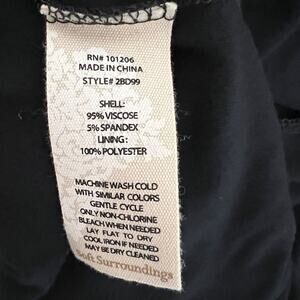 RN# 101206
MADE IN CHINA
STYLE# 2BD99
SHELL:
95% VISCOSE
5% SPANDEX
LINING:
100% POLYESTER
MACHINE WASH COLD
WITH SIMILAR COLORS
GENTLE CYCLE
ONLY NON-CHLORINE
BLEACH WHEN NEEDED
LAY FLAT TO DRY
COOL IRON IF NEEDED
MAY BE DRY CLEANED
Soft Surroundings